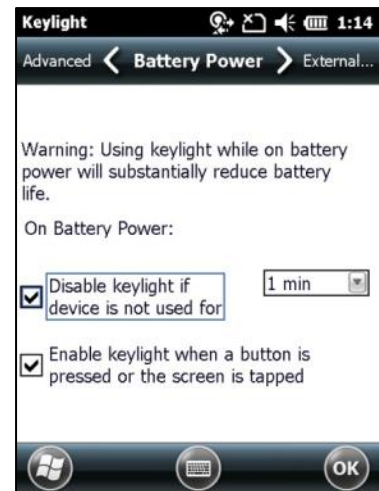 Keylight 1:14
Advanced Battery Power External...
Warning: Using keylight while on battery
power will substantially reduce battery
life.
On Battery Power:
Disable keylight if 1 min
device is not used for
Enable keylight when a button is
pressed or the screen is tapped
OK